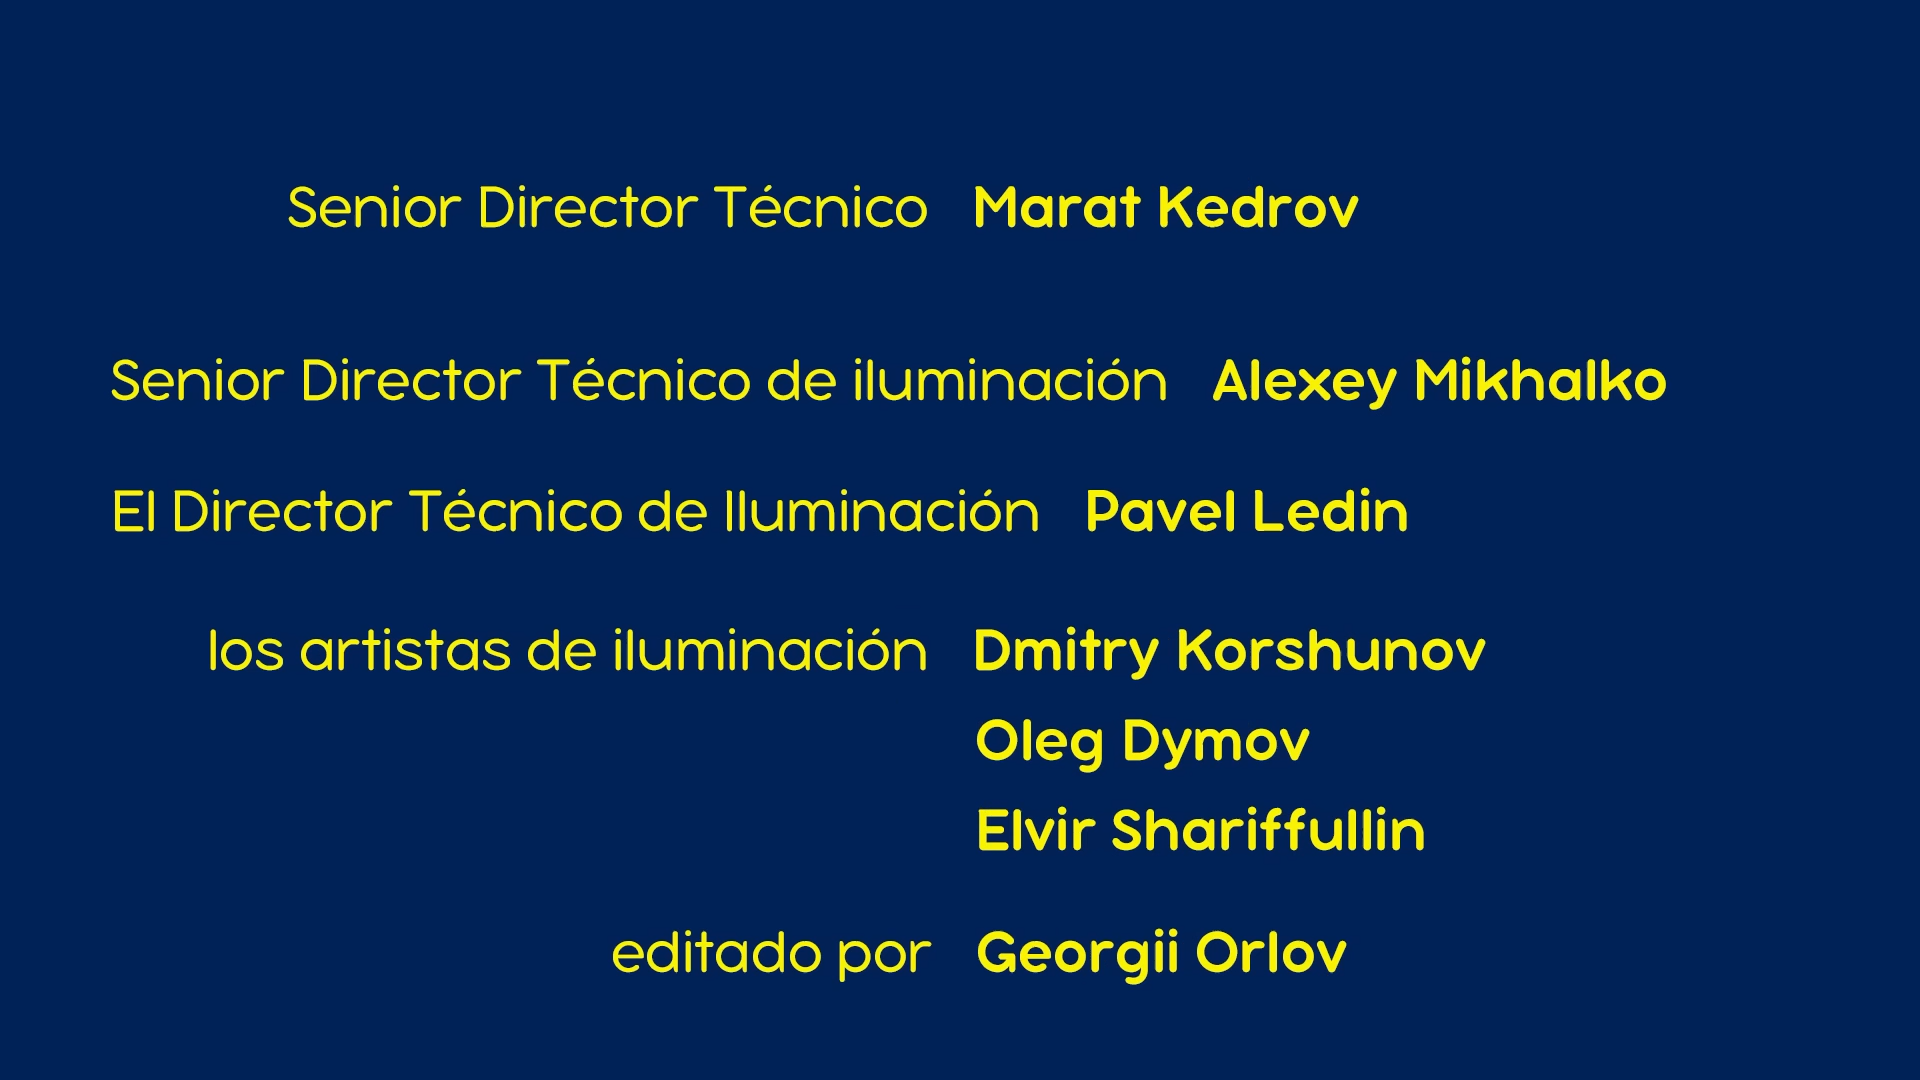 Senior Director Técnico Marat Kedrov
Senior Director Técnico de iluminación Alexey Mikhalko
El Director Técnico de Iluminación Pavel Ledin
los artistas de iluminación Dmitry Korshunov
Oleg Dymov
Elvir Shariffullin
editado por Georgii Orlov